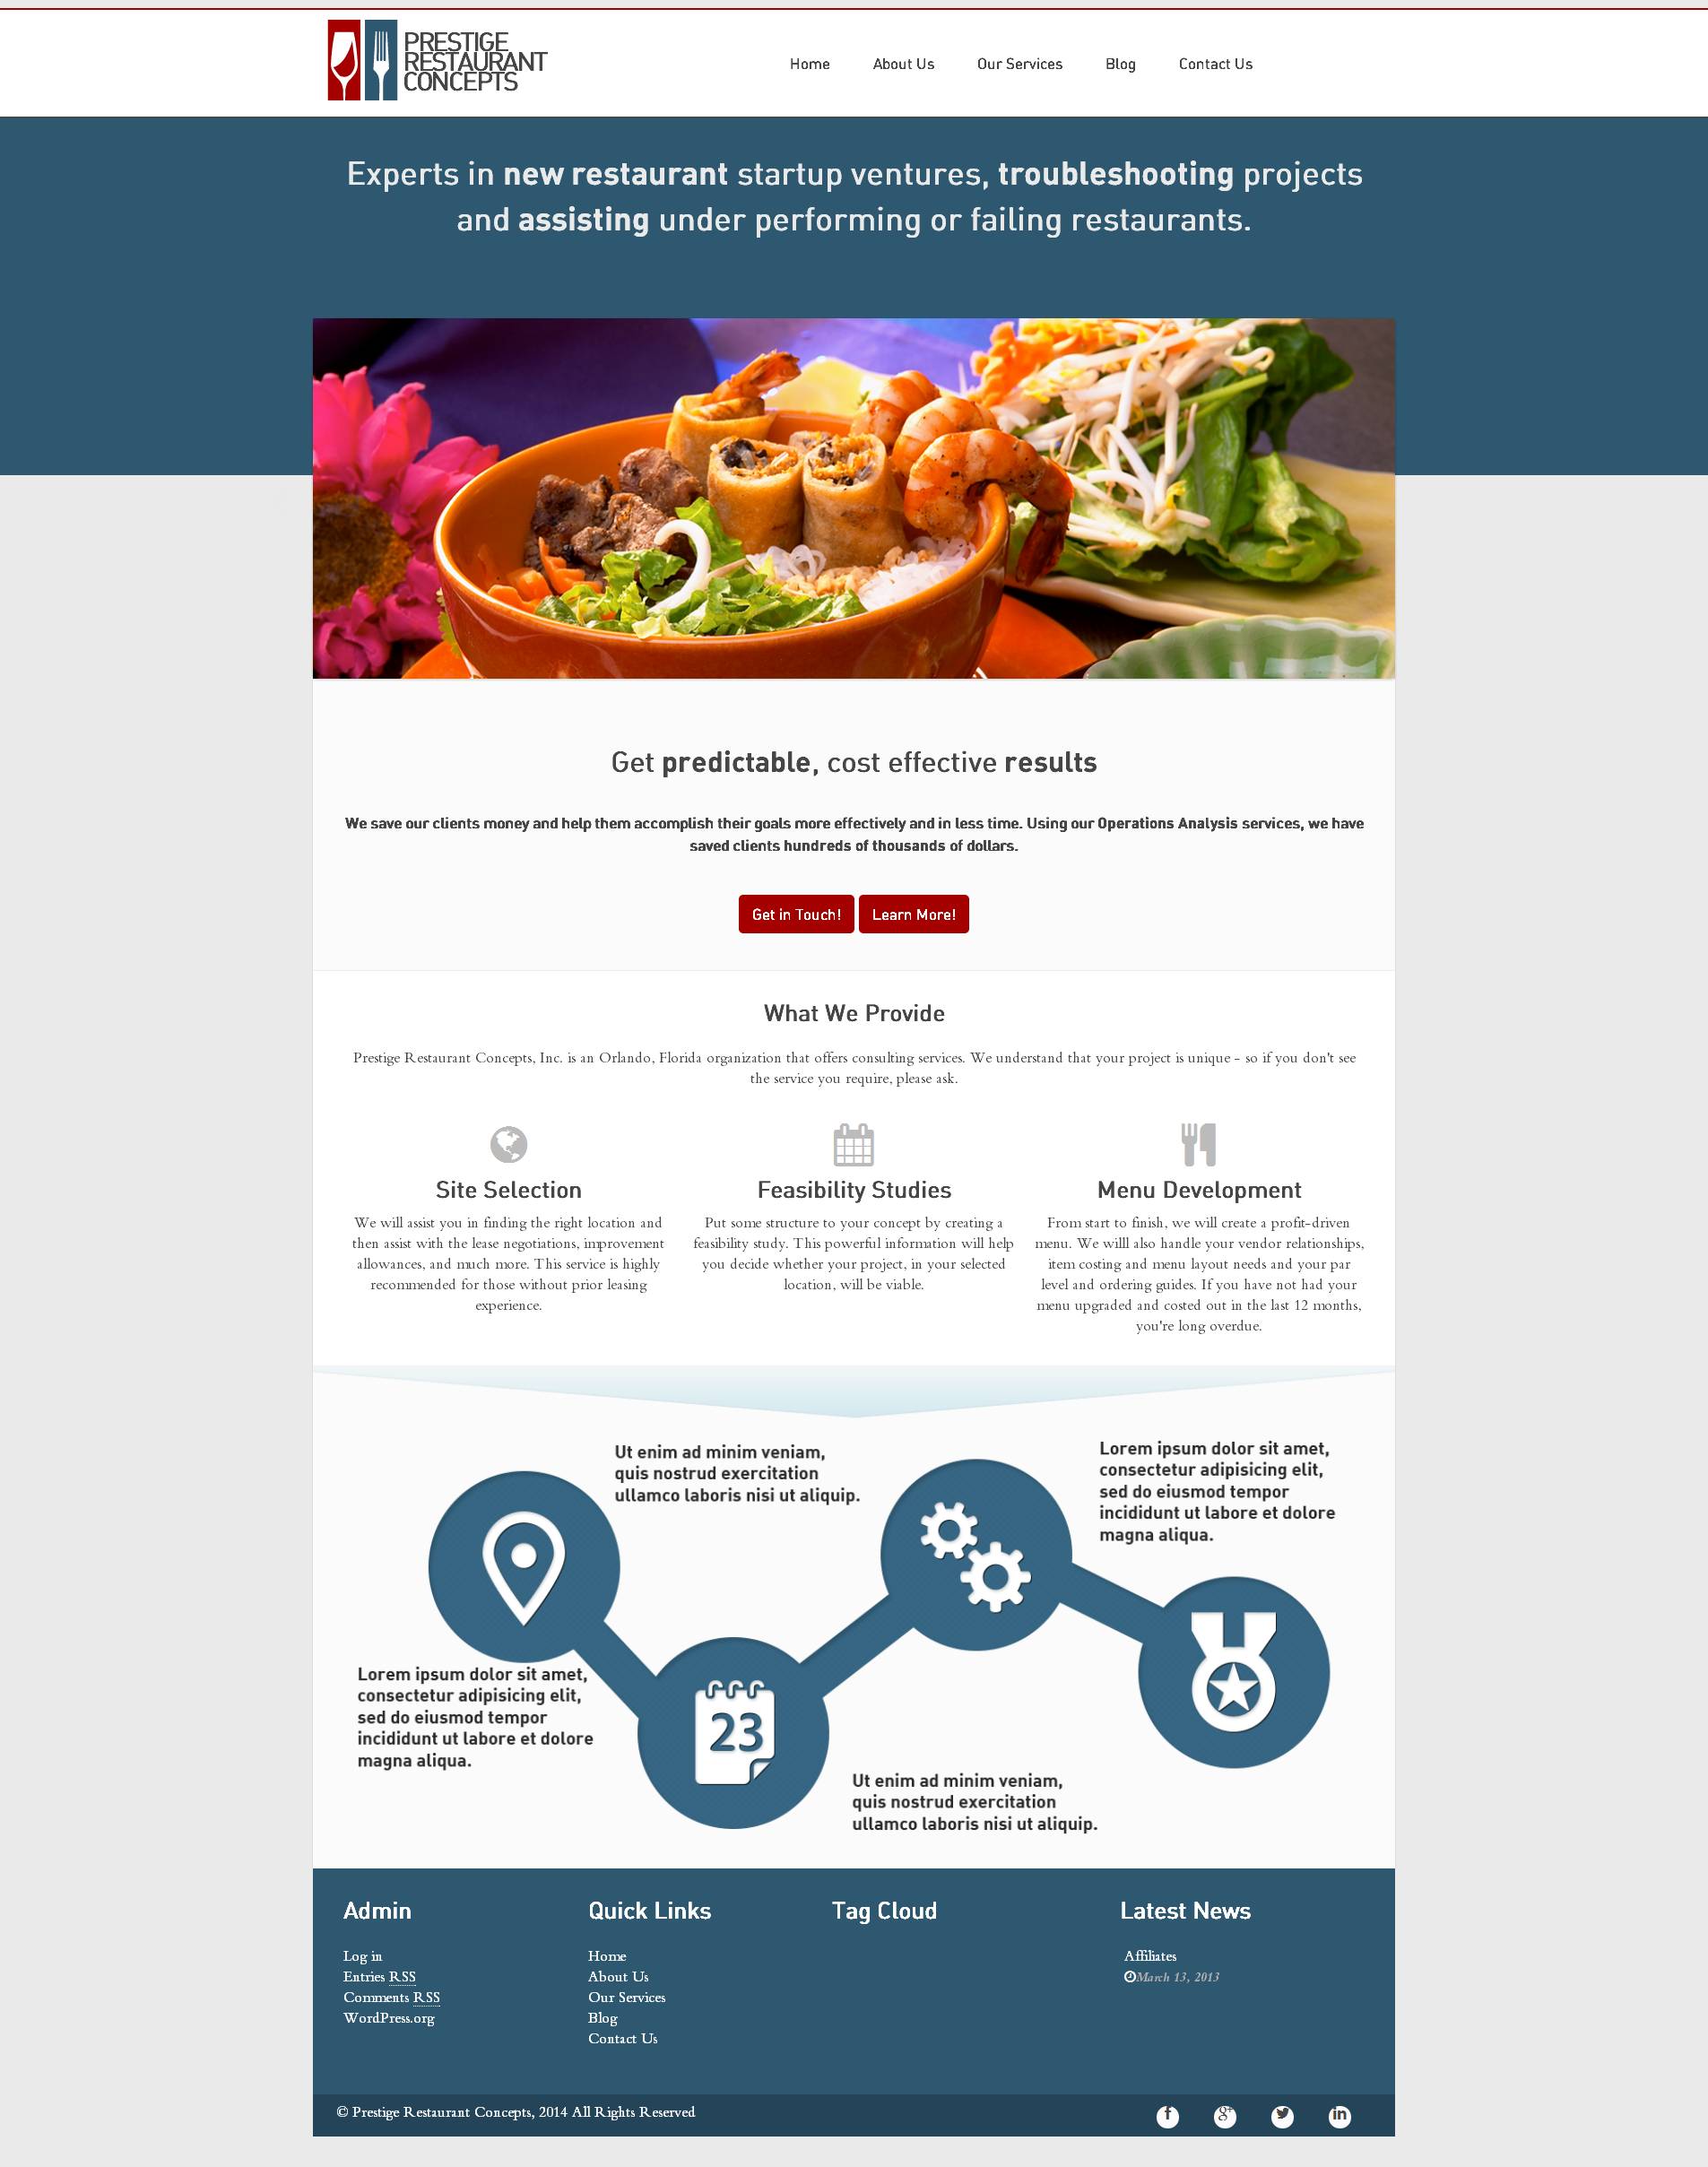 PRESTIGE
RESTAURANT
CONCEPTS
Home About Us Our Services Blog Contact Us
Experts in new restaurant startup ventures, troubleshooting projects
and assisting under performing or failing restaurants.
Get predictable, cost effective results
We save our clients money and help them accomplish their goals more effectively and in less time. Using our Operations Analysis services, we have
saved clients hundreds of thousands of dollars.
Get in Touch! Learn More!
What We Provide
Prestige Restaurant Concepts, Inc. is an Orlando, Florida organization that offers consulting services. We understand that your project is unique - so if you don't see
the service you require, please ask.
Site Selection
We will assist you in finding the right location and
then assist with the lease negotiations, improvement
allowances, and much more. This service is highly
recommended for those without prior leasing
experience.
Feasibility Studies
Put some structure to your concept by creating a
feasibility study. This powerful information will help
you decide whether your project, in your selected
location, will be viable.
Menu Development
From start to finish, we will create a profit-driven
menu. We willl also handle your vendor relationships,
item costing and menu layout needs and your par
level and ordering guides. If you have not had your
menu upgraded and costed out in the last 12 months,
you're long overdue.
Ut enim ad minim veniam,
quis nostrud exercitation
ullamco laboris nisi ut aliquip.
Lorem ipsum dolor sit amet,
consectetur adipisicing elit,
sed do eiusmod tempor
incididunt ut labore et dolore
magna aliqua.
Lorem ipsum dolor sit amet,
consectetur adipisicing elit,
sed do eiusmod tempor
incididunt ut labore et dolore
magna aliqua.
23
Ut enim ad minim veniam,
quis nostrud exercitation
ullamco laboris nisi ut aliquip.
Admin
Log in
Entries RSS
Comments RSS
WordPress.org
Quick Links
Home
About Us
Our Services
Blog
Contact Us
Tag Cloud
Latest News
Affiliates
March 13, 2013
© Prestige Restaurant Concepts, 2014 All Rights Reserved
f g+ in